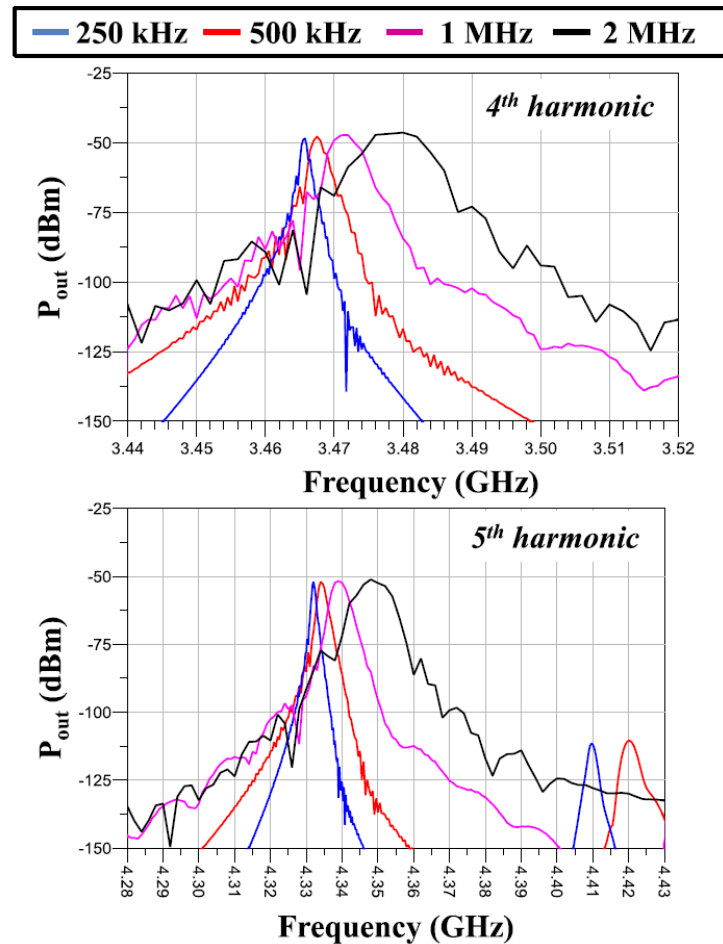 250 kHz 500 kHz 1 MHz 2 MHz
-25
4th harmonic
-50
-75
-100
-125
-150
Pout (dBm)
3.44 3.45 3.46 3.47 3.48 3.49 3.50 3.51 3.52
Frequency (GHz)
-25
5th harmonic
-50
-75
-100
-125
-150
Pout (dBm)
4.28 4.29 4.30 4.31 4.32 4.33 4.34 4.35 4.36 4.37 4.38 4.39 4.40 4.41 4.42 4.43
Frequency (GHz)